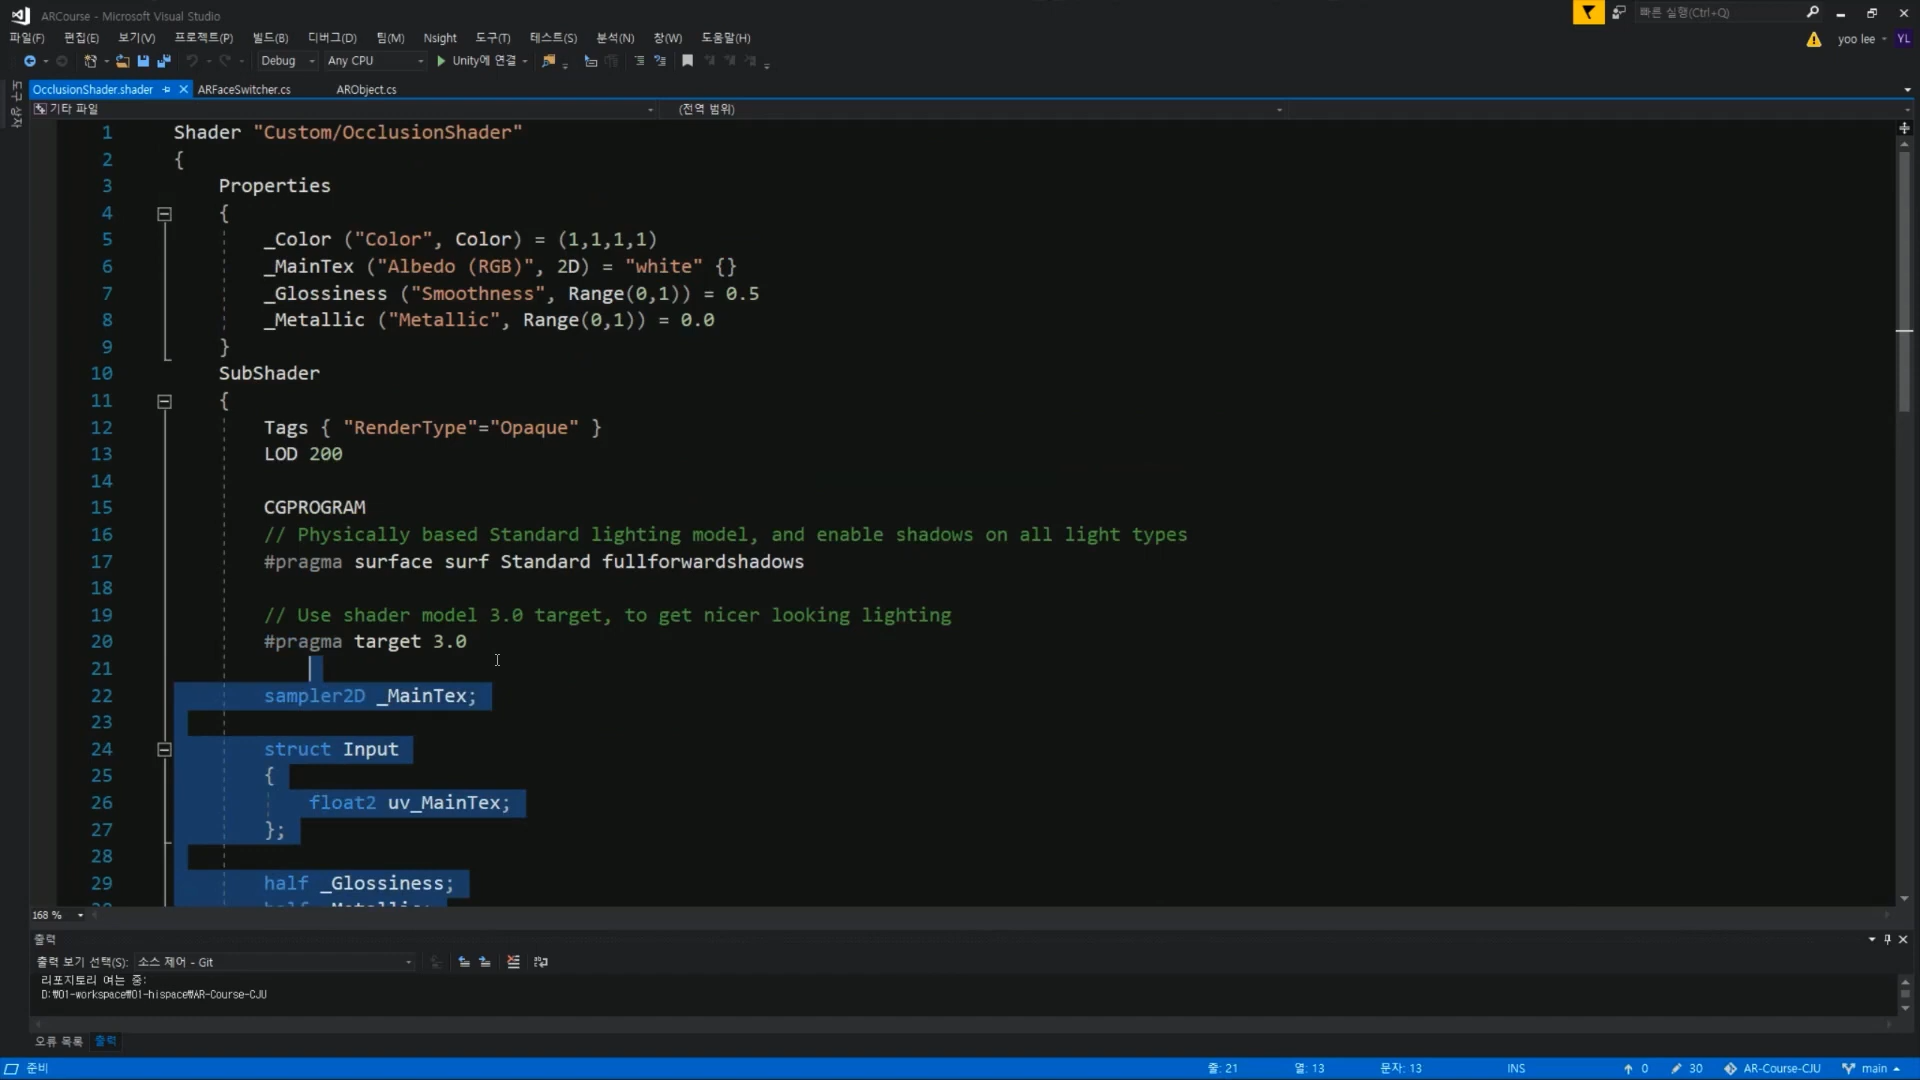 ARCourse - Microsoft Visual Studio
빠른 실행(Ctrl+Q)
파일(F) 편집(E) 보기(V) 프로젝트(P) 빌드(B) 디버그(D) 팀(M) Nsight 도구(T) 테스트(S) 분석(N) 창(W) 도움말(H)
yoo lee YL
Debug Any CPU Unity에 연결
도구 상자
OcclusionShader.shader ARFaceSwitcher.cs ARObject.cs
기타 파일 (전역 범위)
1 Shader "Custom/OcclusionShader"
2 {
3 Properties
4 {
5 _Color ("Color", Color) = (1,1,1,1)
6 _MainTex ("Albedo (RGB)", 2D) = "white" {}
7 _Glossiness ("Smoothness", Range(0,1)) = 0.5
8 _Metallic ("Metallic", Range(0,1)) = 0.0
9 }
10 SubShader
11 {
12 Tags { "RenderType"="Opaque" }
13 LOD 200
14
15 CGPROGRAM
16 // Physically based Standard lighting model, and enable shadows on all light types
17 #pragma surface surf Standard fullforwardshadows
18
19 // Use shader model 3.0 target, to get nicer looking lighting
20 #pragma target 3.0
21
22 sampler2D _MainTex;
23
24 struct Input
25 {
26 float2 uv_MainTex;
27 };
28
29 half _Glossiness;
168 %
출력
출력 보기 선택(S): 소스 제어 - Git
리포지토리 여는 중:
D:₩01-workspace₩01-hispace₩AR-Course-CJU
오류 목록 출력
준비 줄: 21 열: 13 문자: 13 INS 0 30 AR-Course-CJU main